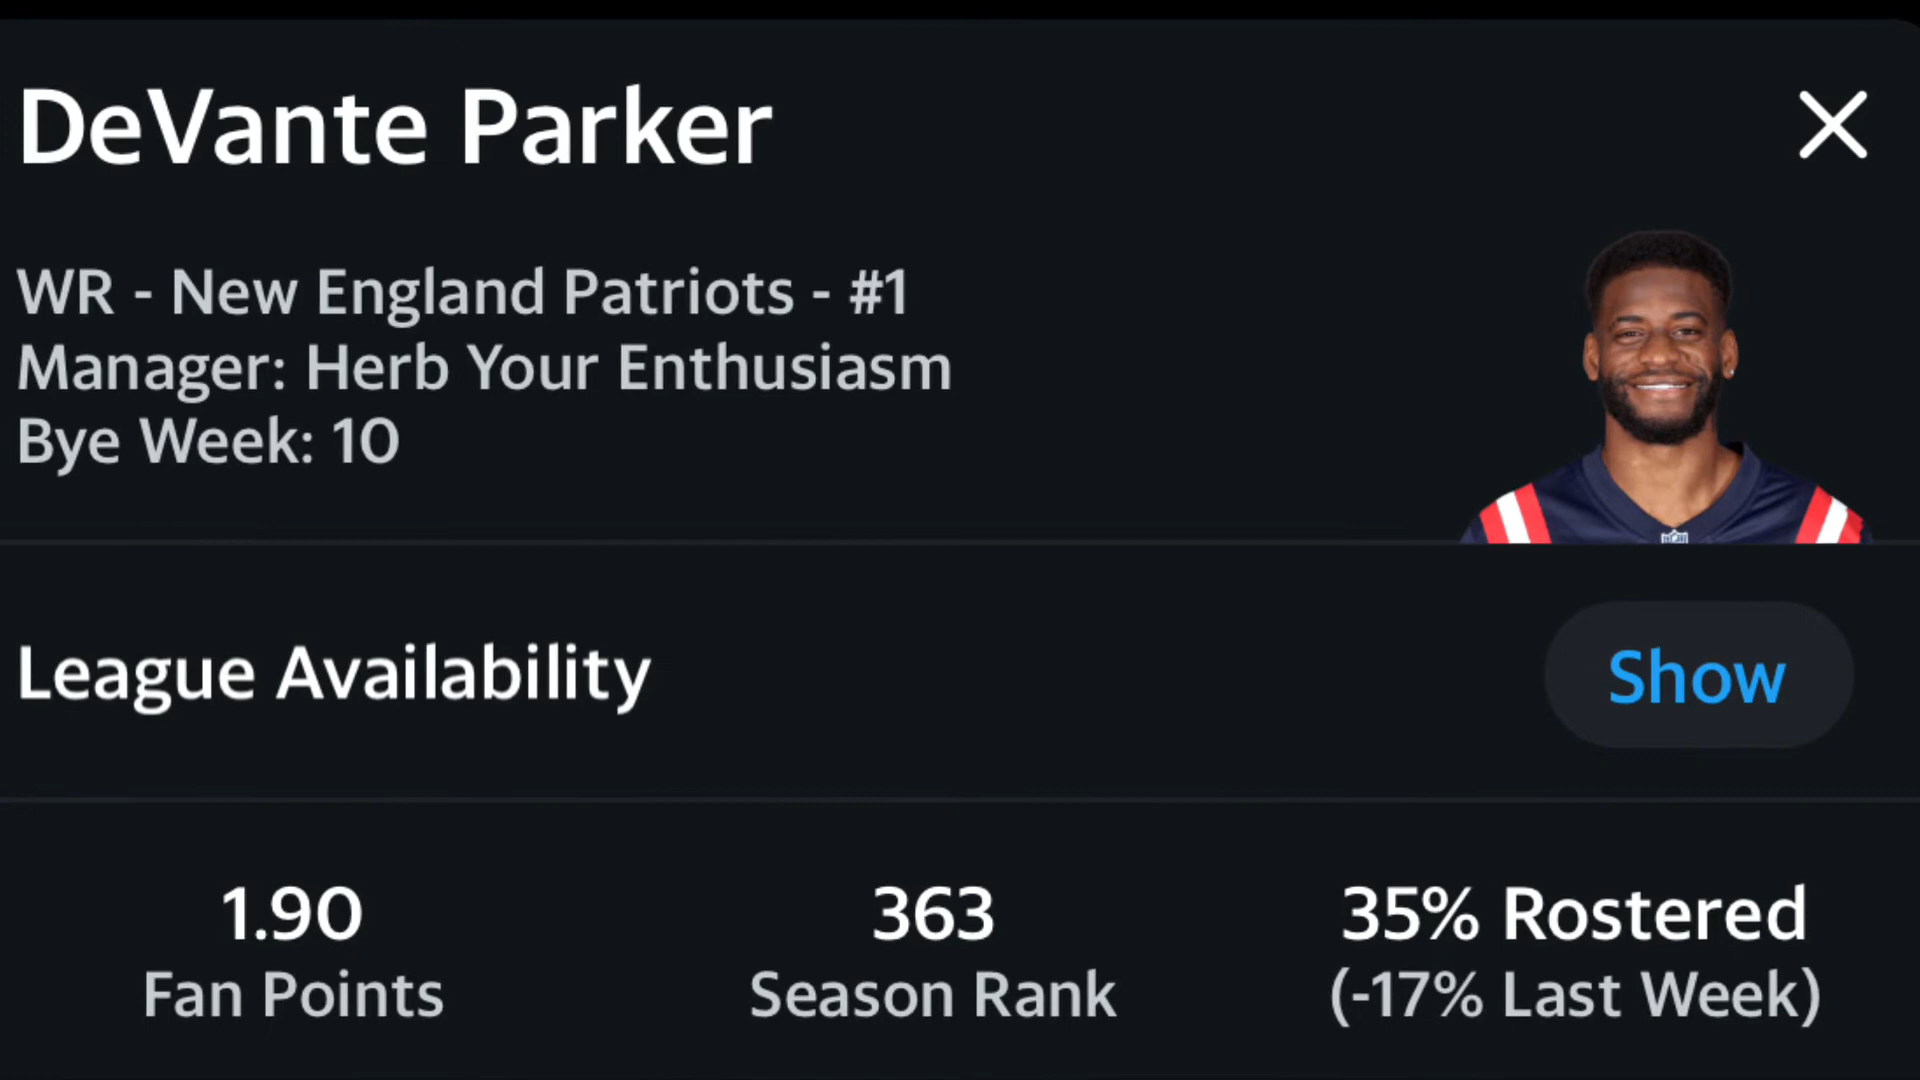 DeVante Parker
WR - New England Patriots - #1
Manager: Herb Your Enthusiasm
Bye Week: 10
League Availability
Show
1.90
Fan Points
363
Season Rank
35% Rostered
(-17% Last Week)